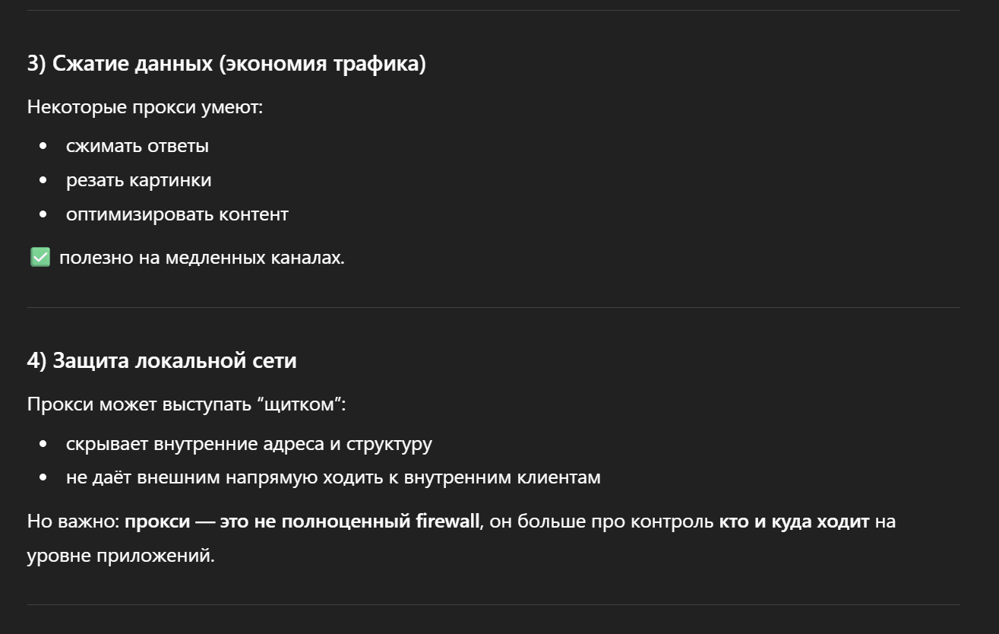 3) Сжатие данных (экономия трафика)
Некоторые прокси умеют:
• сжимать ответы
• резать картинки
• оптимизировать контент
✅ полезно на медленных каналах.
4) Защита локальной сети
Прокси может выступать “щитком”:
• скрывает внутренние адреса и структуру
• не даёт внешним напрямую ходить к внутренним клиентам
Но важно: прокси — это не полноценный firewall, он больше про контроль кто и куда ходит на
уровне приложений.